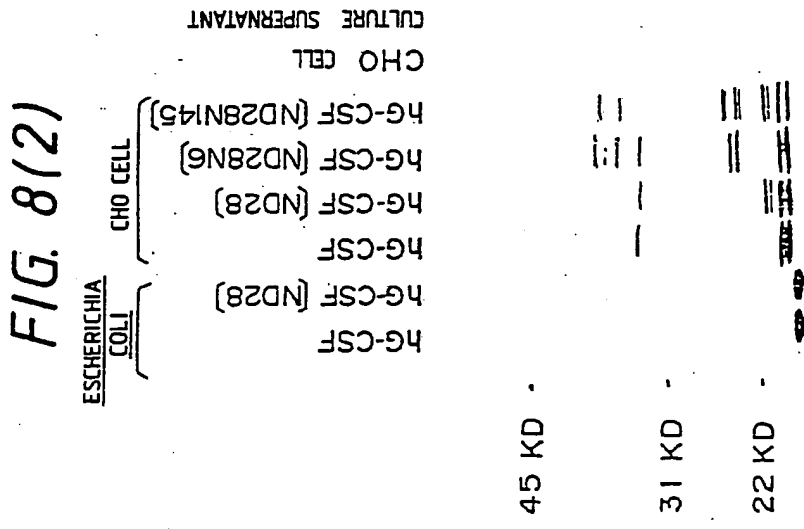 FIG. 8(2)
ESCHERICHIA
COLI
CHO CELL
hG-CSF
hG-CSF [ND28]
hG-CSF
hG-CSF [ND28]
hG-CSF [ND28N6]
hG-CSF [ND28N145]
CHO CELL
CULTURE SUPERNATANT
45 KD
31 KD
22 KD